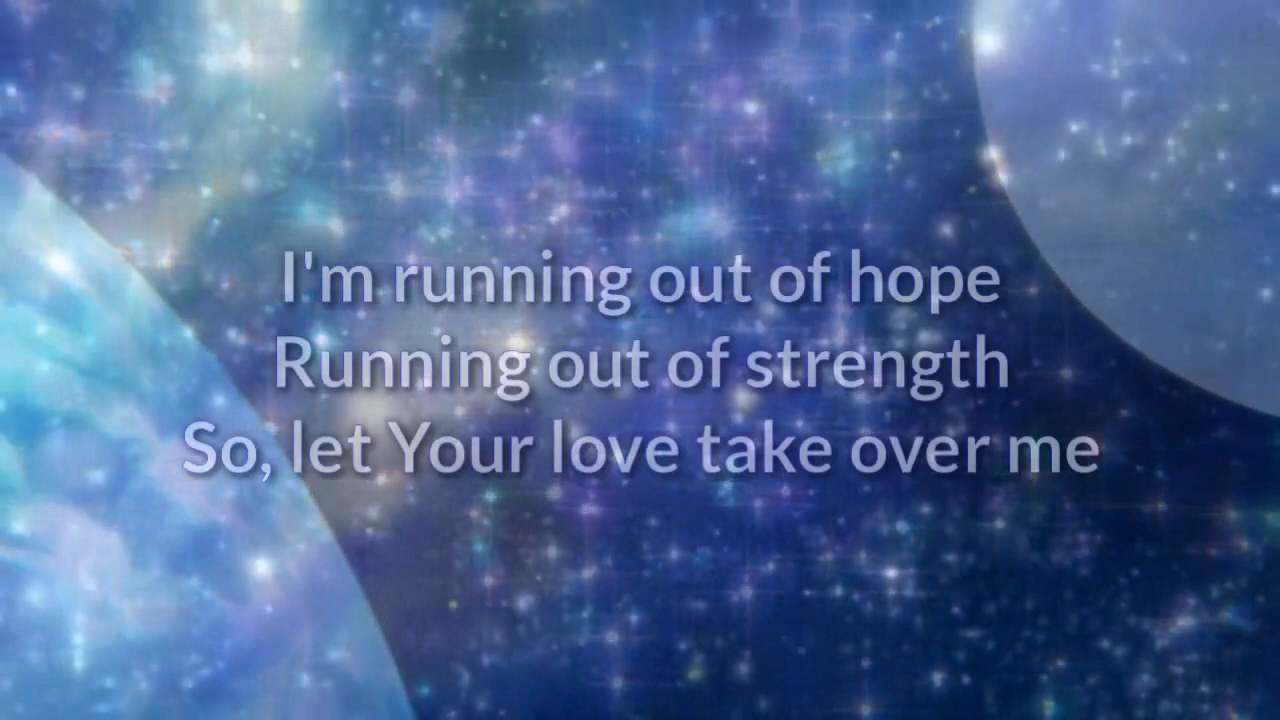 I'm running out of hope
Running out of strength
So, let Your love take over me